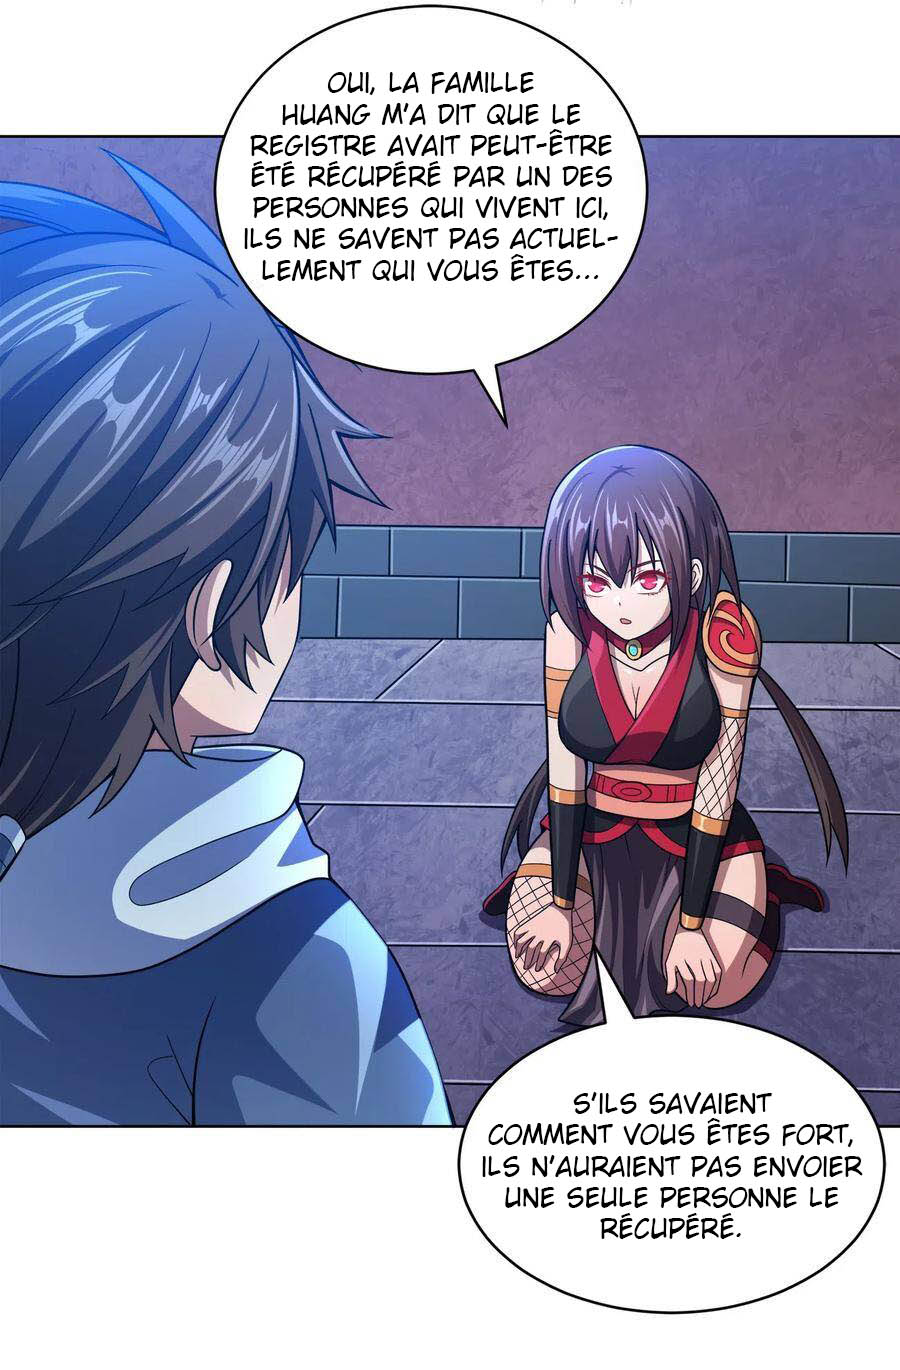 OUI, LA FAMILLE
HUANG M'A DIT QUE LE
REGISTRE AVAIT PEUT-ÊTRE
ÉTÉ RÉCUPÉRÉ PAR UN DES
PERSONNES QUI VIVENT ICI,
ILS NE SAVENT PAS ACTUEL-
LEMENT QUI VOUS ÊTES...
S'ILS SAVAIENT
COMMENT VOUS ÊTES FORT,
ILS N'AURAIENT PAS ENVOIER
UNE SEULE PERSONNE LE
RÉCUPÉRÉ.